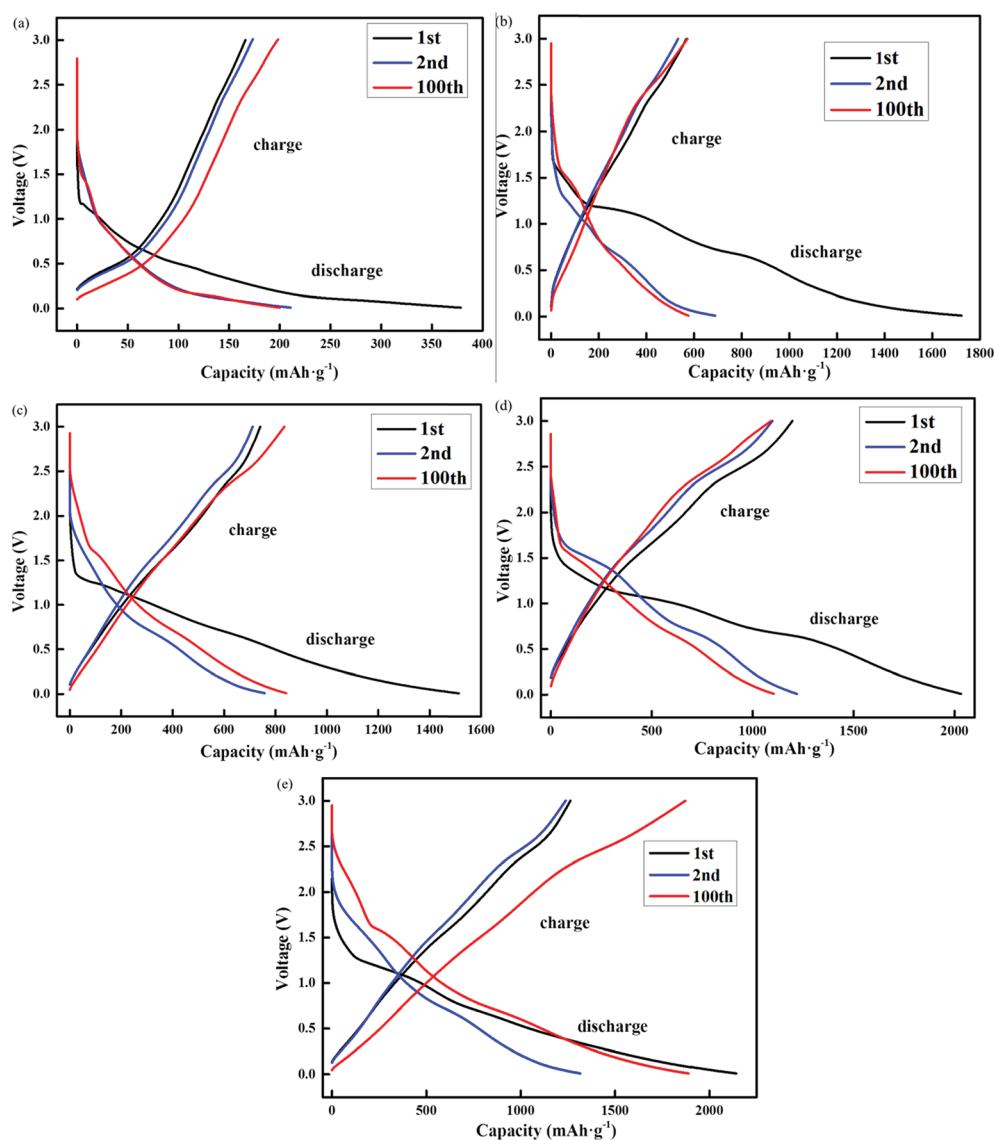 (a)
1st
2nd
100th
charge
discharge
Voltage (V)
3.0
2.5
2.0
1.5
1.0
0.5
0.0
0 50 100 150 200 250 300 350 400
Capacity (mAh·g⁻¹)
(b)
1st
2nd
100th
charge
discharge
Voltage (V)
3.0
2.5
2.0
1.5
1.0
0.5
0.0
0 200 400 600 800 1000 1200 1400 1600 1800
Capacity (mAh·g⁻¹)
(c)
1st
2nd
100th
charge
discharge
Voltage (V)
3.0
2.5
2.0
1.5
1.0
0.5
0.0
0 200 400 600 800 1000 1200 1400 1600
Capacity (mAh·g⁻¹)
(d)
1st
2nd
100th
charge
discharge
Voltage (V)
3.0
2.5
2.0
1.5
1.0
0.5
0.0
0 500 1000 1500 2000
Capacity (mAh·g⁻¹)
(e)
1st
2nd
100th
charge
discharge
Voltage (V)
3.0
2.5
2.0
1.5
1.0
0.5
0.0
0 500 1000 1500 2000
Capacity (mAh·g⁻¹)